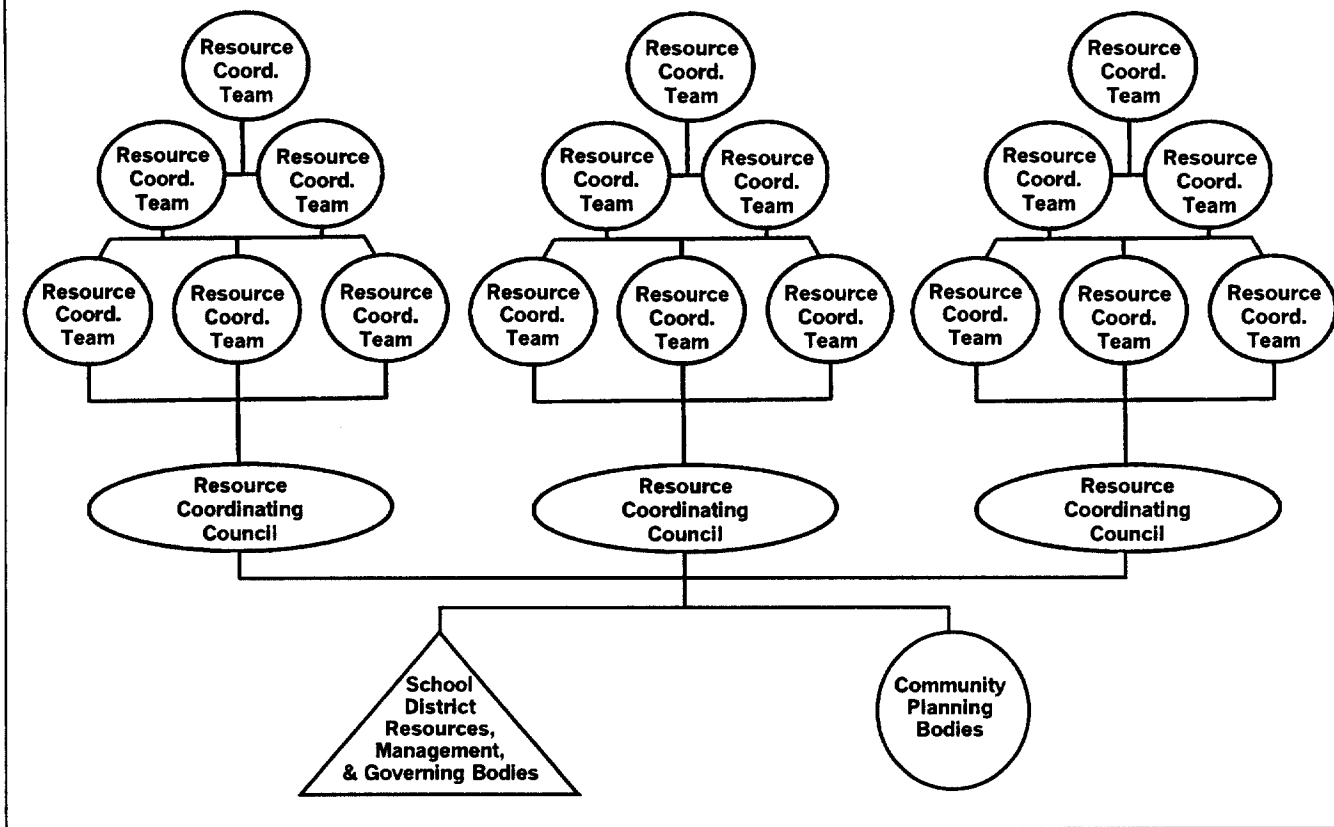 Resource
Coord.
Team
Resource
Coord.
Team
Resource
Coord.
Team
Resource
Coord.
Team
Resource
Coord.
Team
Resource
Coord.
Team
Resource
Coord.
Team
Resource
Coord.
Team
Resource
Coord.
Team
Resource
Coord.
Team
Resource
Coord.
Team
Resource
Coord.
Team
Resource
Coord.
Team
Resource
Coord.
Team
Resource
Coord.
Team
Resource
Coord.
Team
Resource
Coord.
Team
Resource
Coord.
Team
Resource
Coordinating
Council
Resource
Coordinating
Council
Resource
Coordinating
Council
School
District
Resources,
Management,
& Governing Bodies
Community
Planning
Bodies